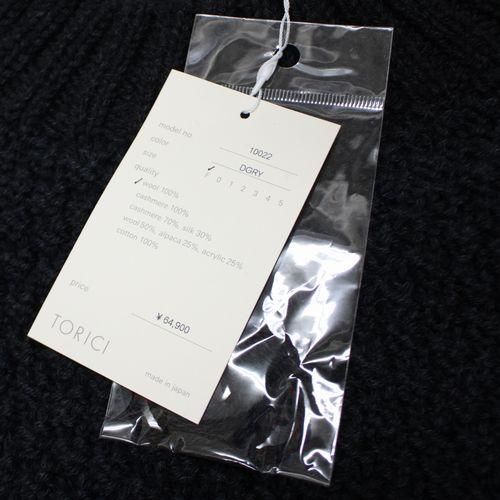 model no. 10022
color DGRY
size F 0 1 2 3 4 5
quality
✓ wool 100%
cashmere 100%
cashmere 70%, silk 30%
wool 50%, alpaca 25%, acrylic 25%
cotton 100%
price ¥ 64,900
TORICI
made in japan